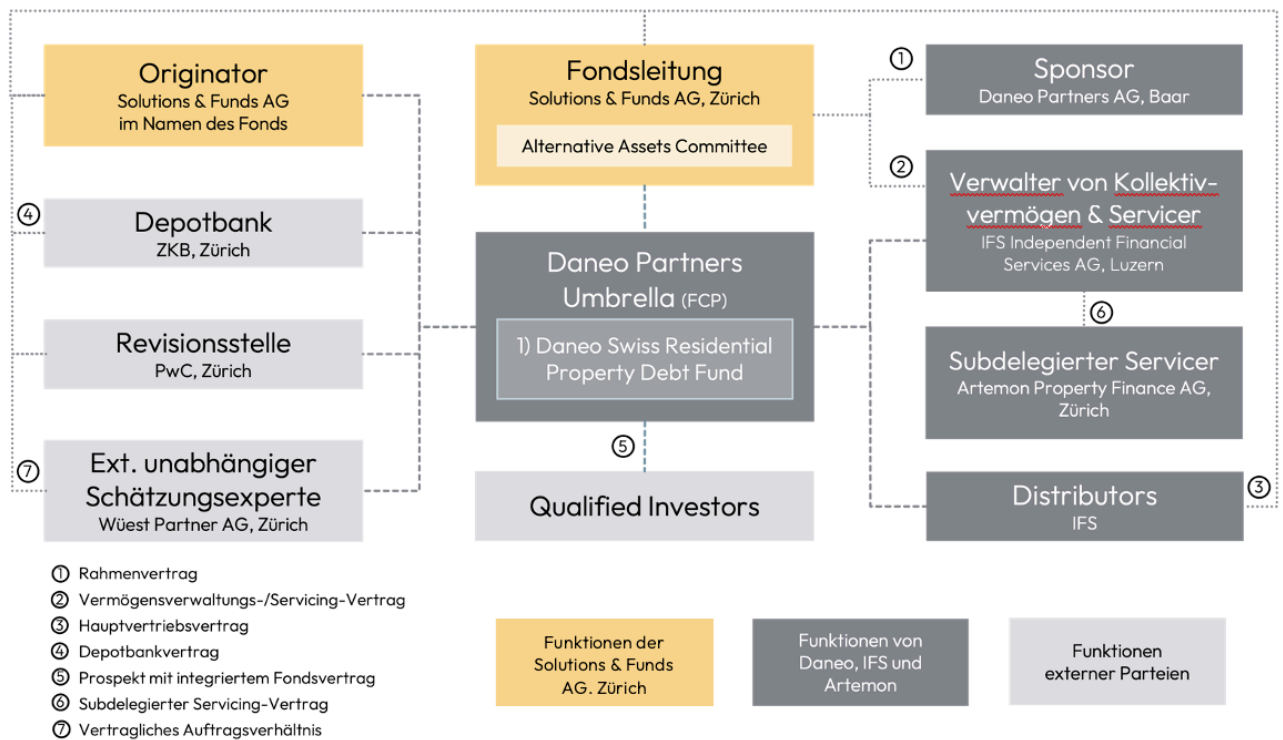 Originator
Solutions & Funds AG
im Namen des Fonds
Fondsleitung
Solutions & Funds AG, Zürich
Alternative Assets Committee
1
Sponsor
Daneo Partners AG, Baar
2
Verwalter von Kollektiv-
vermögen & Servicer
IFS Independent Financial
Services AG, Luzern
4
Depotbank
ZKB, Zürich
Daneo Partners
Umbrella (FCP)
1) Daneo Swiss Residential
Property Debt Fund
6
Revisionsstelle
PwC, Zürich
Subdelegierter Servicer
Artemon Property Finance AG,
Zürich
7
Ext. unabhängiger
Schätzungsexperte
Wüest Partner AG, Zürich
5
Qualified Investors
Distributors
IFS
3
1 Rahmenvertrag
2 Vermögensverwaltungs-/Servicing-Vertrag
3 Hauptvertriebsvertrag
4 Depotbankvertrag
5 Prospekt mit integriertem Fondsvertrag
6 Subdelegierter Servicing-Vertrag
7 Vertragliches Auftragsverhältnis
Funktionen der
Solutions & Funds
AG. Zürich
Funktionen von
Daneo, IFS und
Artemon
Funktionen
externer Parteien